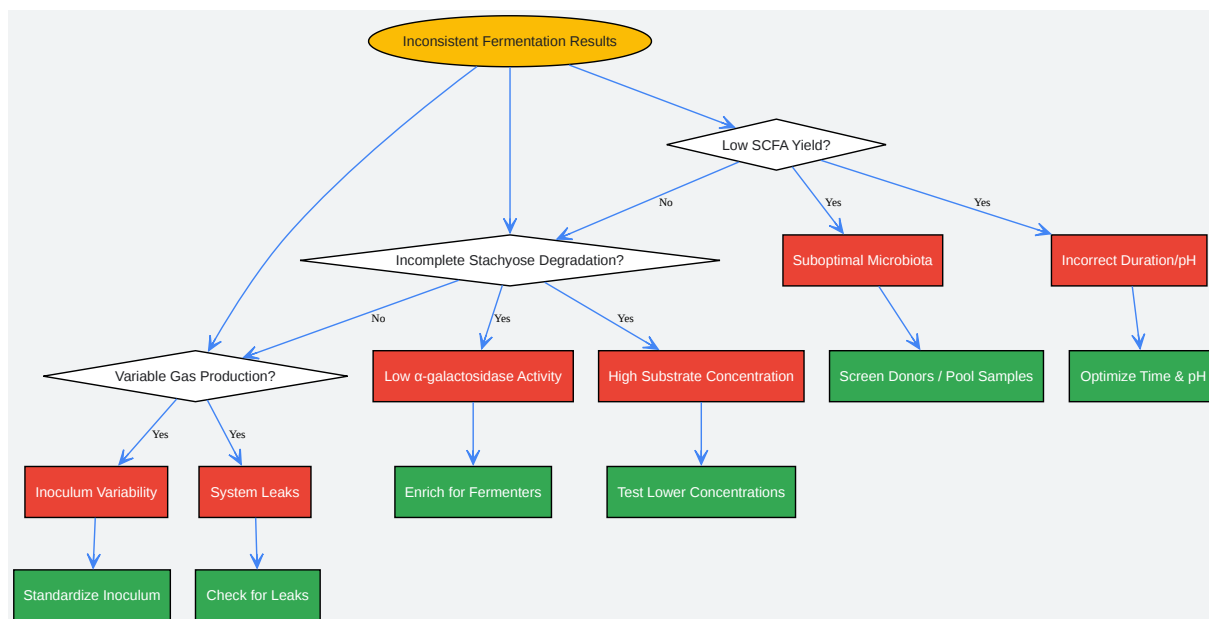 Inconsistent Fermentation Results
Low SCFA Yield?
No
Yes
Yes
Incomplete Stachyose Degradation?
Suboptimal Microbiota
Incorrect Duration/pH
No
Yes
Yes
Variable Gas Production?
Low α-galactosidase Activity
High Substrate Concentration
Screen Donors / Pool Samples
Optimize Time & pH
Yes
Yes
Inoculum Variability
System Leaks
Enrich for Fermenters
Test Lower Concentrations
Standardize Inoculum
Check for Leaks